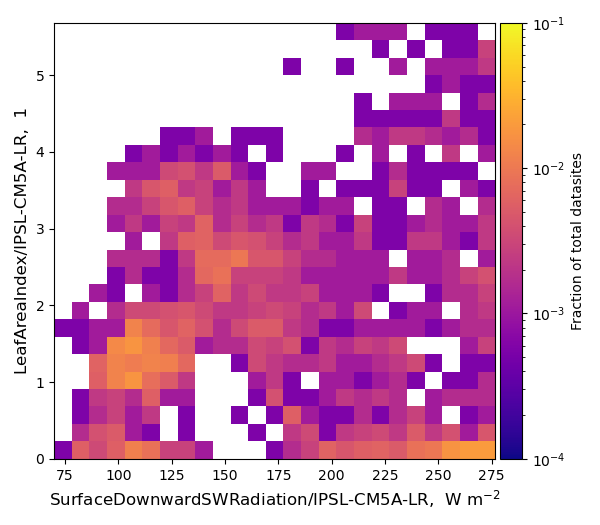 5
4
3
2
1
0
LeafAreaIndex/IPSL-CM5A-LR, 1
75 100 125 150 175 200 225 250 275
SurfaceDownwardSWRadiation/IPSL-CM5A-LR, W m⁻²
10⁻¹
10⁻²
10⁻³
10⁻⁴
Fraction of total datasites